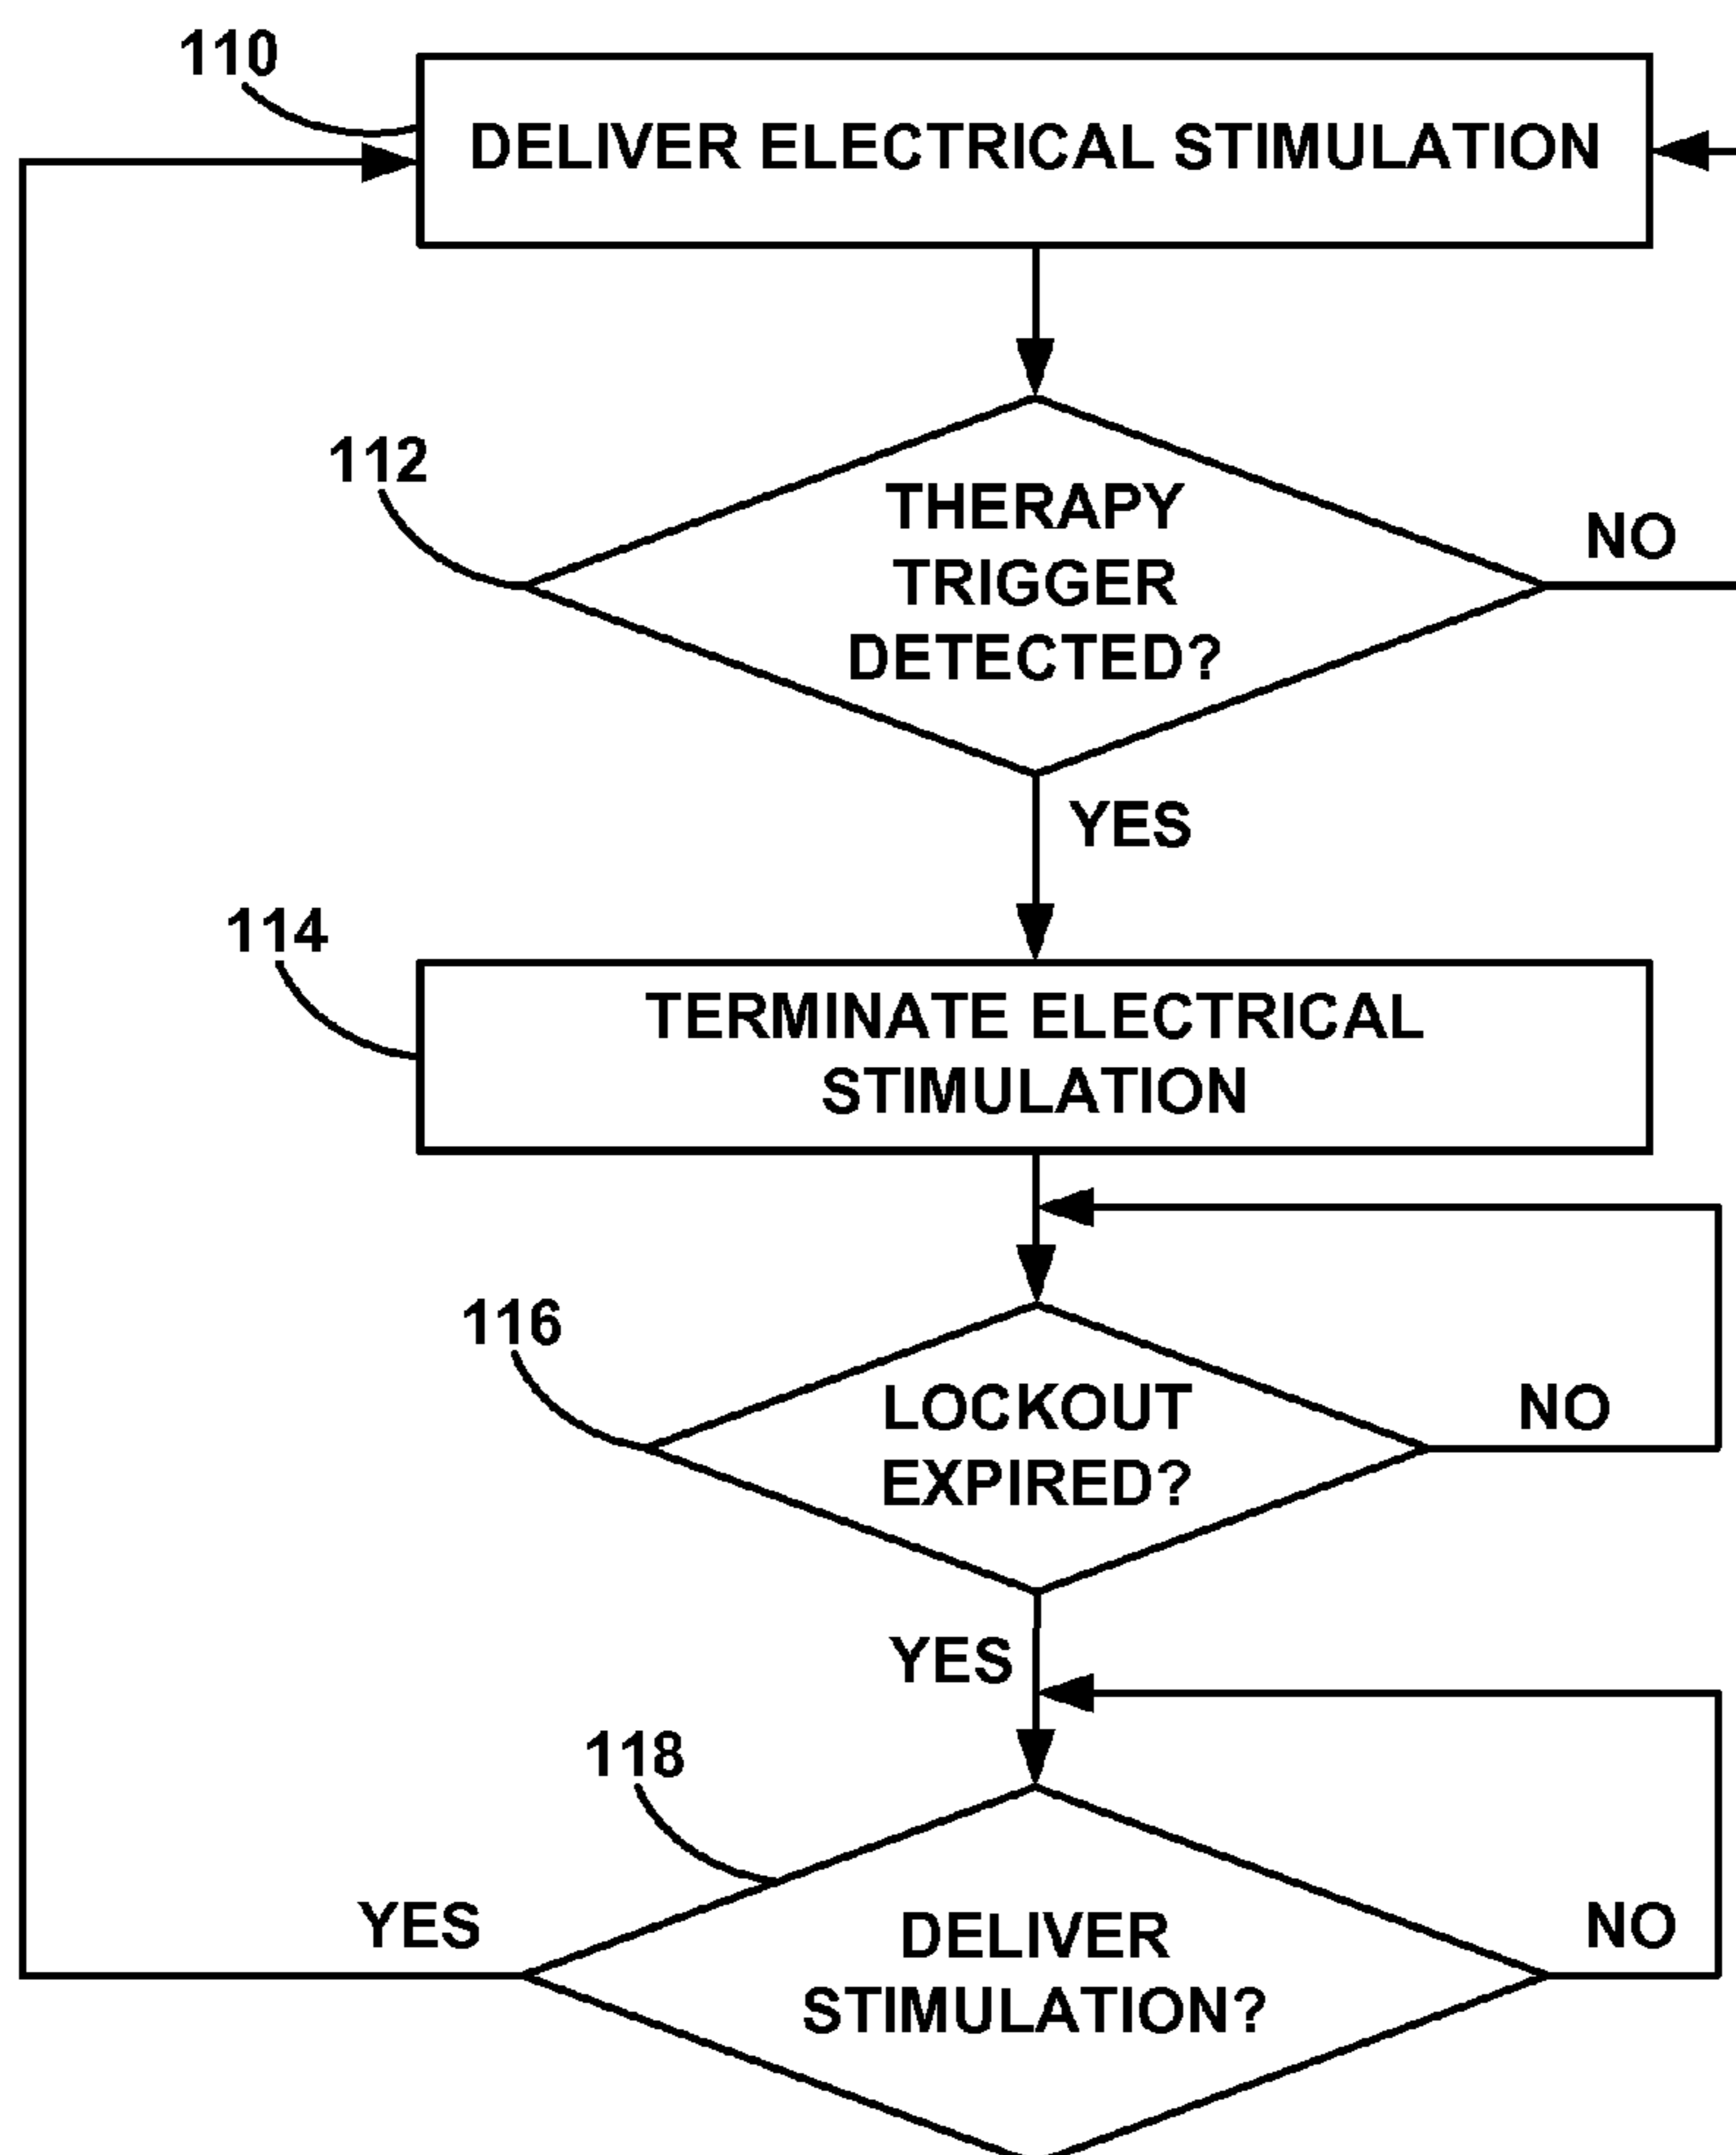 110
DELIVER ELECTRICAL STIMULATION
112
THERAPY
TRIGGER
DETECTED?
NO
YES
114
TERMINATE ELECTRICAL
STIMULATION
116
LOCKOUT
EXPIRED?
NO
YES
118
YES
DELIVER
STIMULATION?
NO